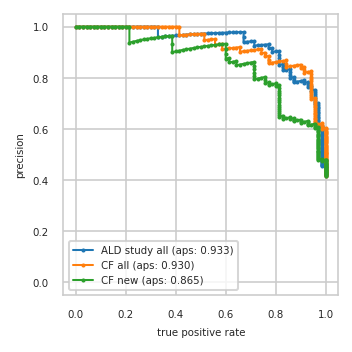 1.0
0.8
0.6
0.4
0.2
0.0
precision
ALD study all (aps: 0.933)
CF all (aps: 0.930)
CF new (aps: 0.865)
0.0 0.2 0.4 0.6 0.8 1.0
true positive rate